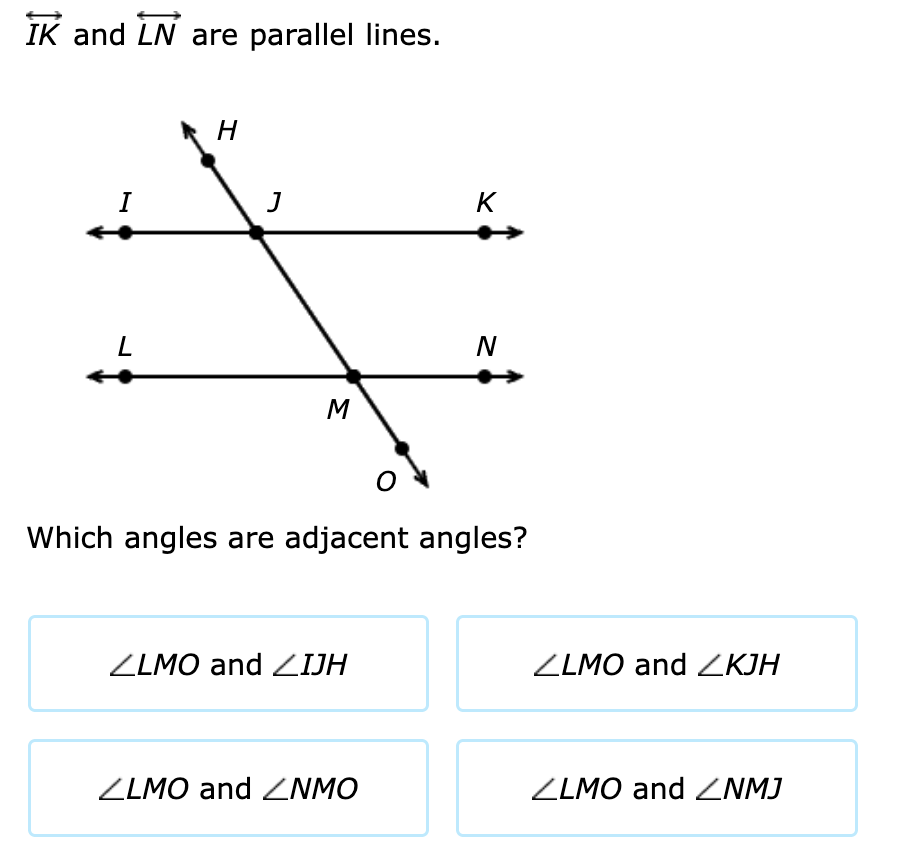 IK and LN are parallel lines.
H
I J K
L N
M
O
Which angles are adjacent angles?
∠LMO and ∠IJH
∠LMO and ∠KJH
∠LMO and ∠NMO
∠LMO and ∠NMJ